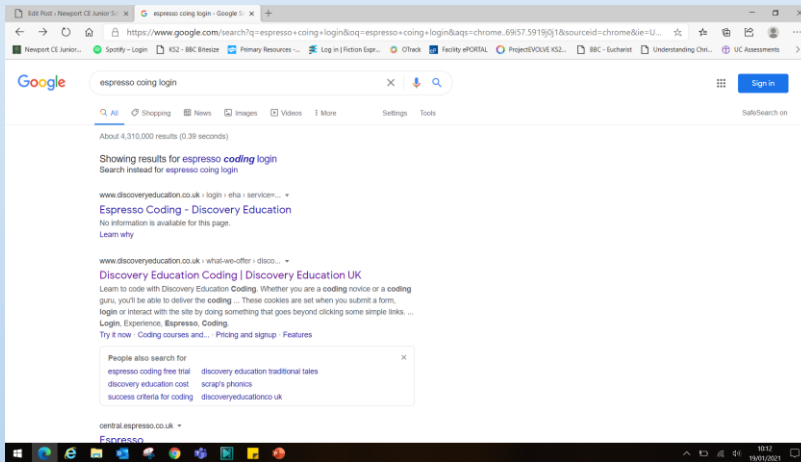 Edit Post ‹ Newport CE Junior Sc
espresso coing login - Google Se
https://www.google.com/search?q=espresso+coing+login&oq=espresso+coing+login&aqs=chrome..69i57.5919j0j1&sourceid=chrome&ie=U...
Newport CE Junior... Spotify – Login KS2 - BBC Bitesize Primary Resources -... Log in | Fiction Expr... OTrack Facility ePORTAL ProjectEVOLVE KS2... BBC - Eucharist Understanding Chri... UC Assessments
Google
espresso coing login
Sign in
All Shopping News Images Videos More Settings Tools
SafeSearch on
About 4,310,000 results (0.39 seconds)
Showing results for espresso coding login
Search instead for espresso coing login
www.discoveryeducation.co.uk › login › eha › service=...
Espresso Coding - Discovery Education
No information is available for this page.
Learn why
www.discoveryeducation.co.uk › what-we-offer › disco...
Discovery Education Coding | Discovery Education UK
Learn to code with Discovery Education Coding. Whether you are a coding novice or a coding
guru, you'll be able to deliver the coding ... These cookies are set when you submit a form,
login or interact with the site by doing something that goes beyond clicking some simple links. ...
Login, Experience, Espresso, Coding.
Try it now · Coding courses and... · Pricing and signup · Features
People also search for
espresso coding free trial discovery education traditional tales
discovery education cost scrap's phonics
success criteria for coding discoveryeducationco uk
central.espresso.co.uk
Espresso
10:12
19/01/2021